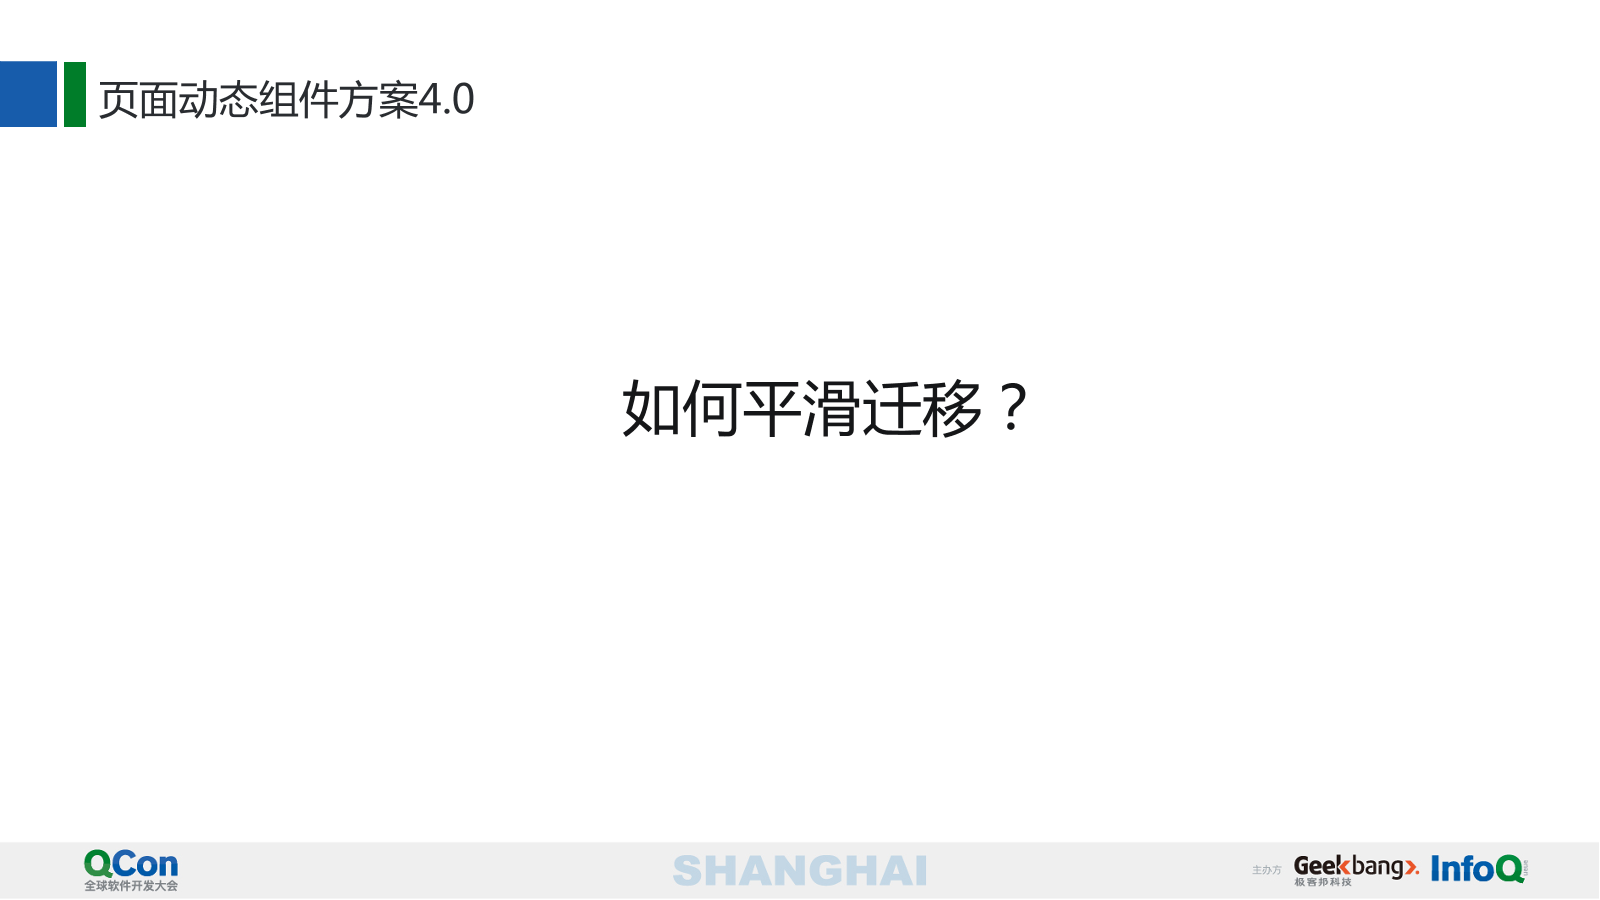 页面动态组件方案4.0
如何平滑迁移？
QCon
全球软件开发大会
SHANGHAI
主办方
Geekbang>.
极客邦科技
InfoQ